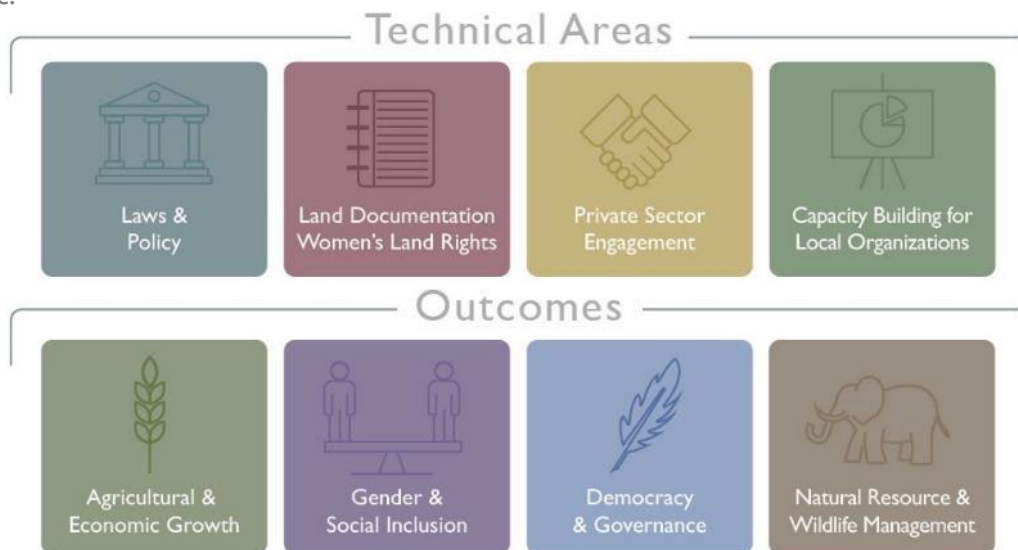 Technical Areas
Laws &
Policy
Land Documentation
Women's Land Rights
Private Sector
Engagement
Capacity Building for
Local Organizations
Outcomes
Agricultural &
Economic Growth
Gender &
Social Inclusion
Democracy
& Governance
Natural Resource &
Wildlife Management